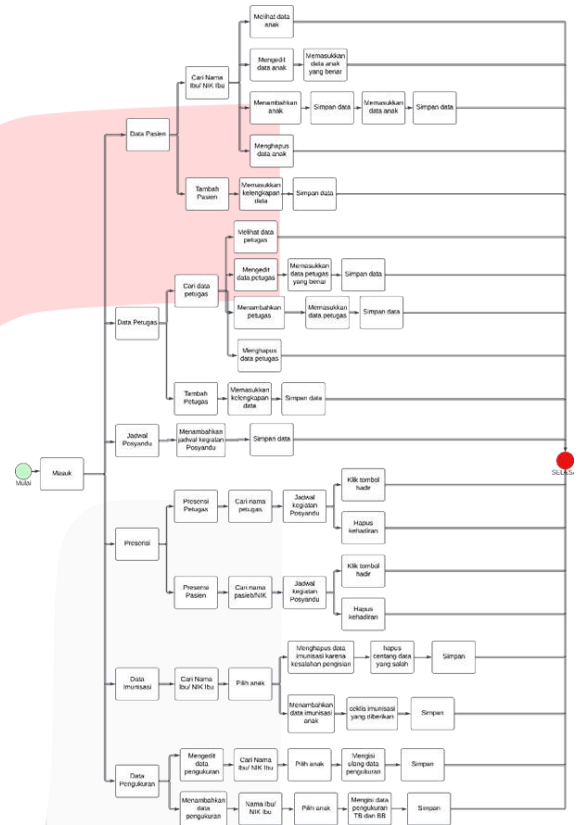 Melihat data
anak
Mengedit
data anak
Memasukkan
data anak
yang benar
Cari Nama
Ibu/ NIK Ibu
Menambahkan
anak
Simpan data
Memasukkan
data anak
Simpan data
Data Pasien
Menghapus
data anak
Tambah
Pasien
Memasukkan
kelengkapan
data
Simpan data
Melihat data
petugas
Cari data
petugas
Mengedit
data petugas
Memasukkan
data petugas
yang benar
Simpan data
Menambahkan
petugas
Memasukkan
data petugas
Simpan data
Data Petugas
Menghapus
data petugas
Tambah
Petugas
Memasukkan
kelengkapan
data
Simpan data
Jadwal
Posyandu
Menambahkan
jadwal kegiatan
Posyandu
Simpan data
Mulai
Masuk
SELESAI
Presensi
Petugas
Cari nama
petugas
Jadwal
kegiatan
Posyandu
Klik tombol
hadir
Hapus
kehadiran
Presensi
Presensi
Pasien
Cari nama
pasieb/NIK
Jadwal
kegiatan
Posyandu
Klik tombol
hadir
Hapus
kehadiran
Menghapus data
imunisasi karena
kesalahan pengisian
hapus
centang data
yang salah
Simpan
Data
Imunisasi
Cari Nama
Ibu/ NIK Ibu
Pilih anak
Menambahkan
data imunisasi
anak
ceklis imunisasi
yang diberikan
Simpan
Data
Pengukuran
Mengedit
data
pengukuran
Cari Nama
Ibu/ NIK Ibu
Pilih anak
Mengisi
ulang data
pengukuran
Simpan
Menambahkan
data
pengukuran
Nama Ibu/
NIK Ibu
Pilih anak
Mengisi data
pengukuran
TB dan BB
Simpan